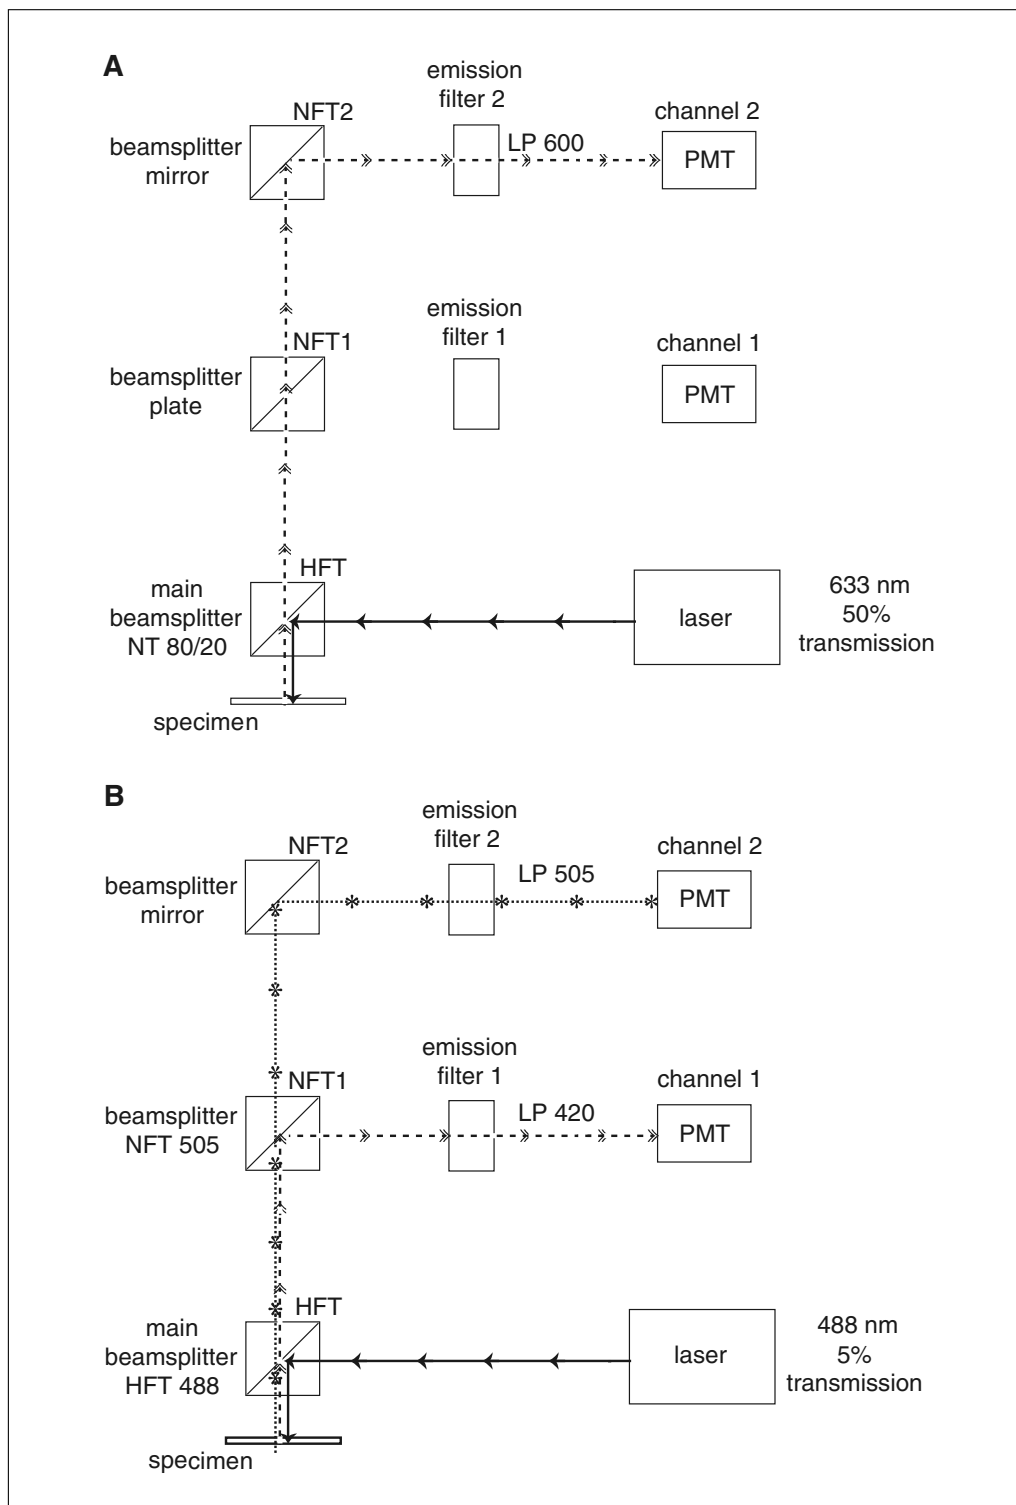 A
emission
filter 2
NFT2
LP 600
channel 2
beamsplitter
mirror
PMT
emission
filter 1
NFT1
channel 1
beamsplitter
plate
PMT
HFT
main
beamsplitter
NT 80/20
laser
633 nm
50%
transmission
specimen
B
emission
filter 2
NFT2
LP 505
channel 2
beamsplitter
mirror
PMT
emission
filter 1
NFT1
LP 420
channel 1
beamsplitter
NFT 505
PMT
HFT
main
beamsplitter
HFT 488
laser
488 nm
5%
transmission
specimen